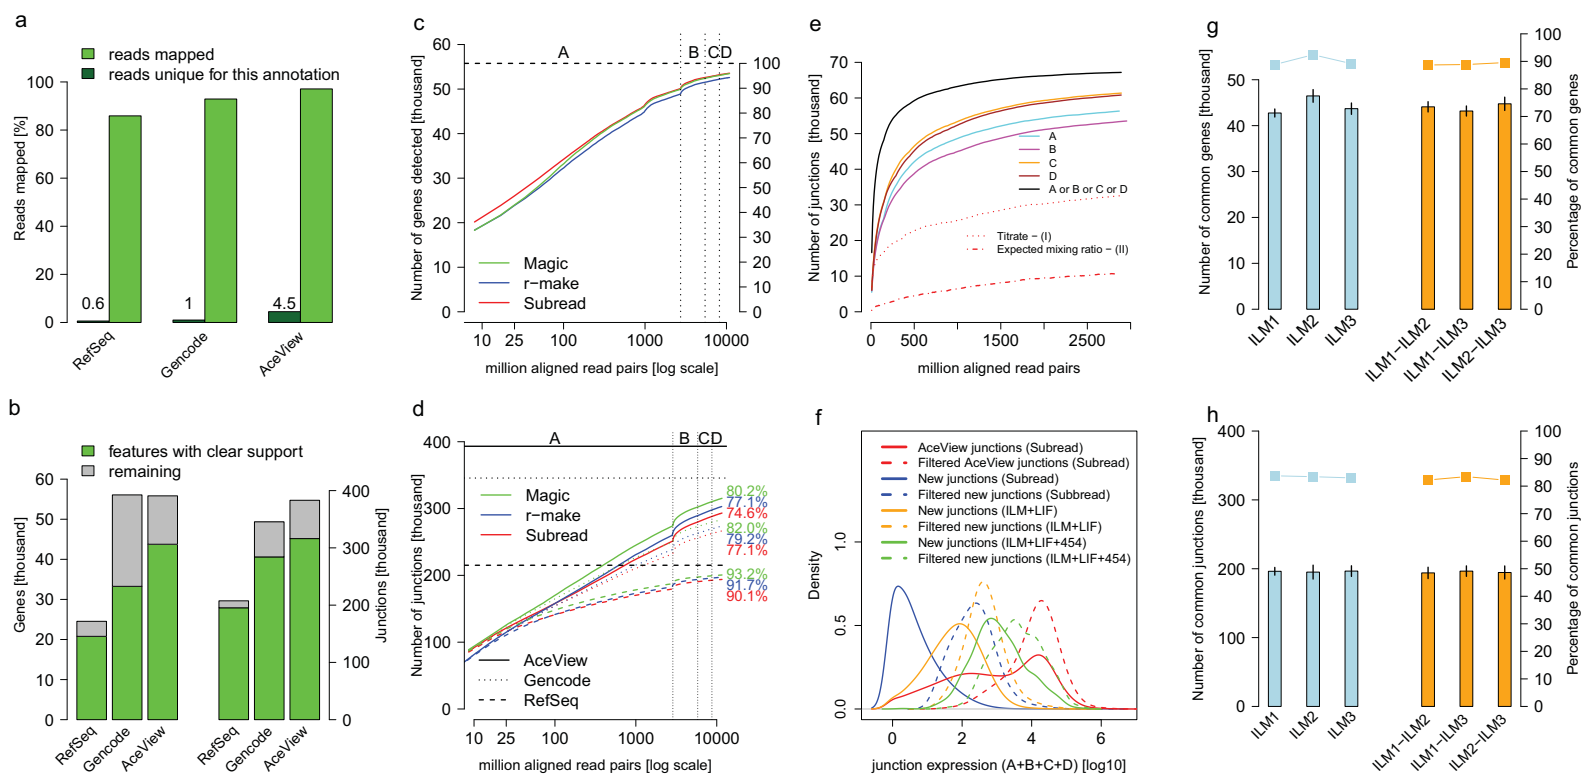 a
reads mapped
reads unique for this annotation
Reads mapped [%]
100
80
60
40
20
0
0.6
1
4.5
RefSeq
Gencode
AceView
b
features with clear support
remaining
Genes [thousand]
60
50
40
30
20
10
0
Junctions [thousand]
400
300
200
100
0
RefSeq
Gencode
AceView
RefSeq
Gencode
AceView
c
Number of genes detected [thousand]
60
50
40
30
20
10
0
A
B
C
D
100
90
80
70
60
50
40
30
20
10
0
Magic
r−make
Subread
10
25
100
1000
10000
million aligned read pairs [log scale]
d
Number of junctions [thousand]
400
300
200
100
0
A
B
C
D
Magic
r−make
Subread
80.2%
77.1%
74.6%
82.0%
79.2%
77.1%
93.2%
91.7%
90.1%
AceView
Gencode
RefSeq
10
25
100
1000
10000
million aligned read pairs [log scale]
e
Number of junctions [thousand]
70
60
50
40
30
20
10
0
A
B
C
D
A or B or C or D
Titrate − (I)
Expected mixing ratio − (II)
0
500
1500
2500
million aligned read pairs
f
Density
1.0
0.5
0.0
AceView junctions (Subread)
Filtered AceView junctions (Subread)
New junctions (Subread)
Filtered new junctions (Subbread)
New junctions (ILM+LIF)
Filtered new junctions (ILM+LIF)
New junctions (ILM+LIF+454)
Filtered new junctions (ILM+LIF+454)
0
2
4
6
junction expression (A+B+C+D) [log10]
g
Number of common genes [thousand]
50
40
30
20
10
0
Percentage of common genes
100
90
80
70
60
50
40
30
20
10
0
ILM1
ILM2
ILM3
ILM1−ILM2
ILM1−ILM3
ILM2−ILM3
h
Number of common junctions [thousand]
400
300
200
100
0
Percentage of common junctions
100
90
80
70
60
50
40
30
20
10
0
ILM1
ILM2
ILM3
ILM1−ILM2
ILM1−ILM3
ILM2−ILM3